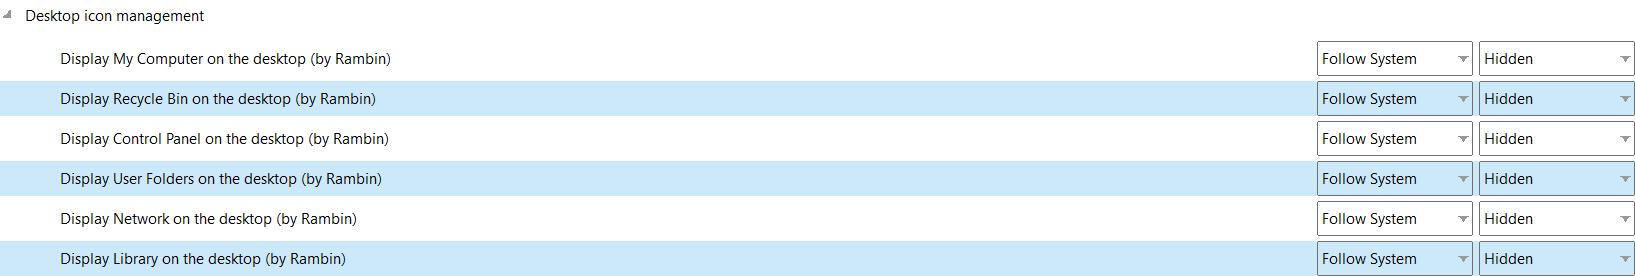 Desktop icon management
Display My Computer on the desktop (by Rambin) Follow System Hidden
Display Recycle Bin on the desktop (by Rambin) Follow System Hidden
Display Control Panel on the desktop (by Rambin) Follow System Hidden
Display User Folders on the desktop (by Rambin) Follow System Hidden
Display Network on the desktop (by Rambin) Follow System Hidden
Display Library on the desktop (by Rambin) Follow System Hidden